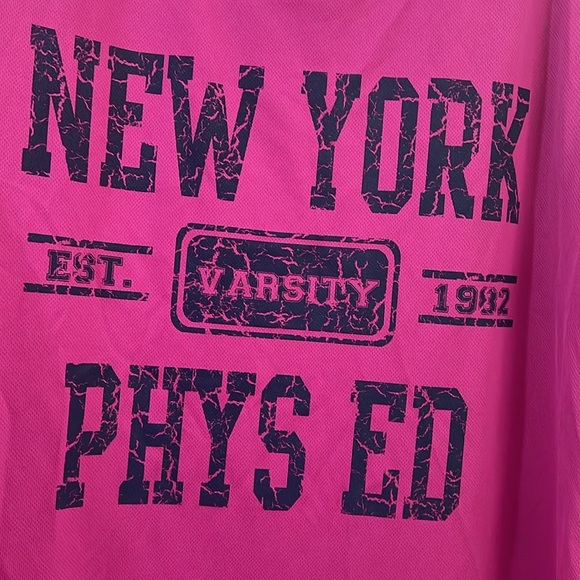 NEW YORK
EST. VARSITY 1982
PHYS ED